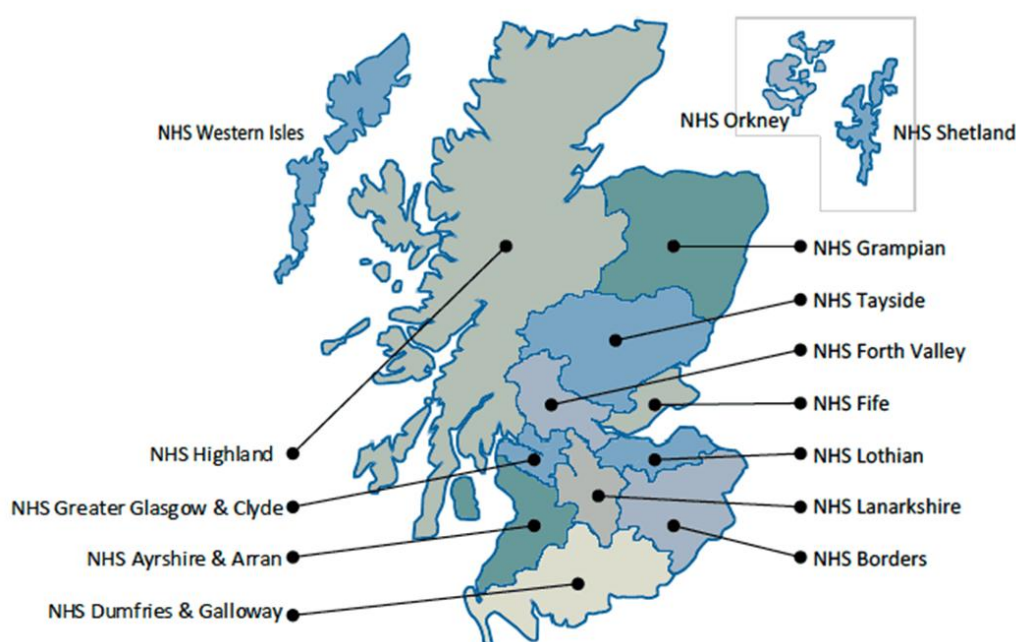 NHS Western Isles
NHS Orkney
NHS Shetland
NHS Grampian
NHS Tayside
NHS Forth Valley
NHS Fife
NHS Highland
NHS Lothian
NHS Greater Glasgow & Clyde
NHS Lanarkshire
NHS Ayrshire & Arran
NHS Borders
NHS Dumfries & Galloway